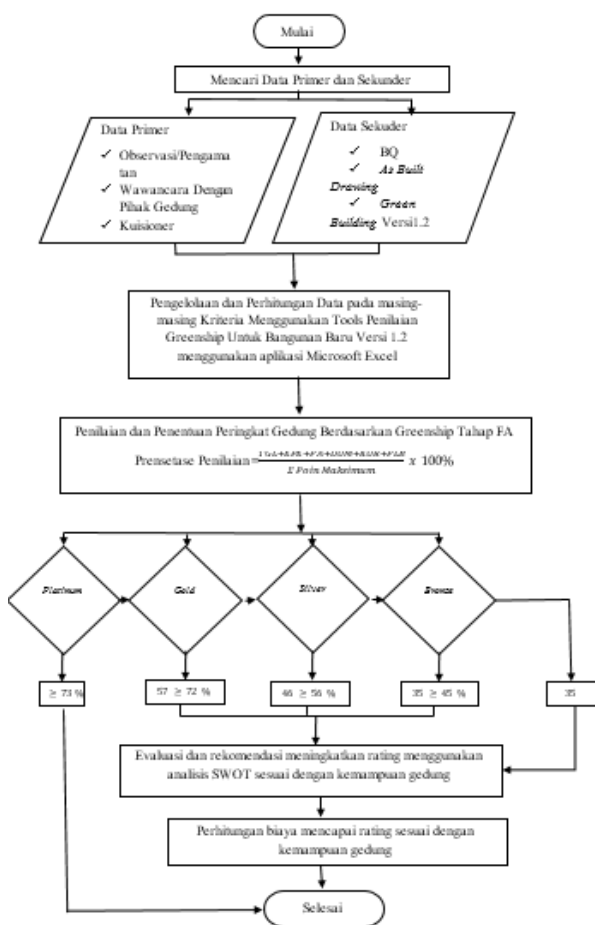 Mulai
Mencari Data Primer dan Sekunder
Data Primer
✓ Observasi/Pengama
tan
✓ Wawancara Dengan
Pihak Gedung
✓ Kuisioner
Data Sekuder
✓ BQ
✓ As Built
Drawing
✓ Green
Building Versi1.2
Pengelolaan dan Perhitungan Data pada masing-
masing Kriteria Menggunakan Tools Penilaian
Greenship Untuk Bangunan Baru Versi 1.2
menggunakan aplikasi Microsoft Excel
Penilaian dan Penentuan Peringkat Gedung Berdasarkan Greenship Tahap FA
Prensetase Penilaian=
Σ Poin Maksimum
x 100%
Platinum
Gold
Silver
Bronze
≥ 73 %
57 ≥ 72 %
46 ≥ 56 %
35 ≥ 45 %
35
Evaluasi dan rekomendasi meningkatkan rating menggunakan
analisis SWOT sesuai dengan kemampuan gedung
Perhitungan biaya mencapai rating sesuai dengan
kemampuan gedung
Selesai